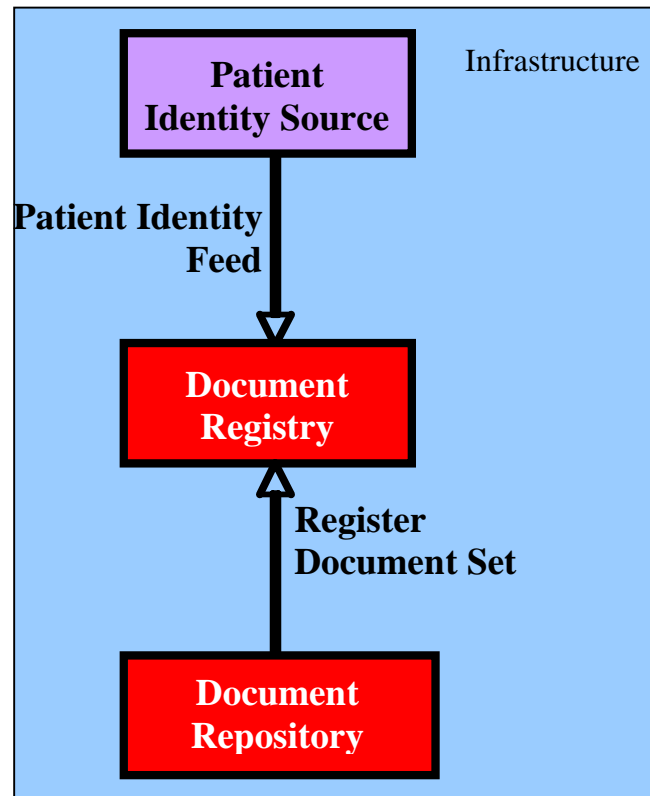 Infrastructure
Patient
Identity Source
Patient Identity
Feed
Document
Registry
Register
Document Set
Document
Repository